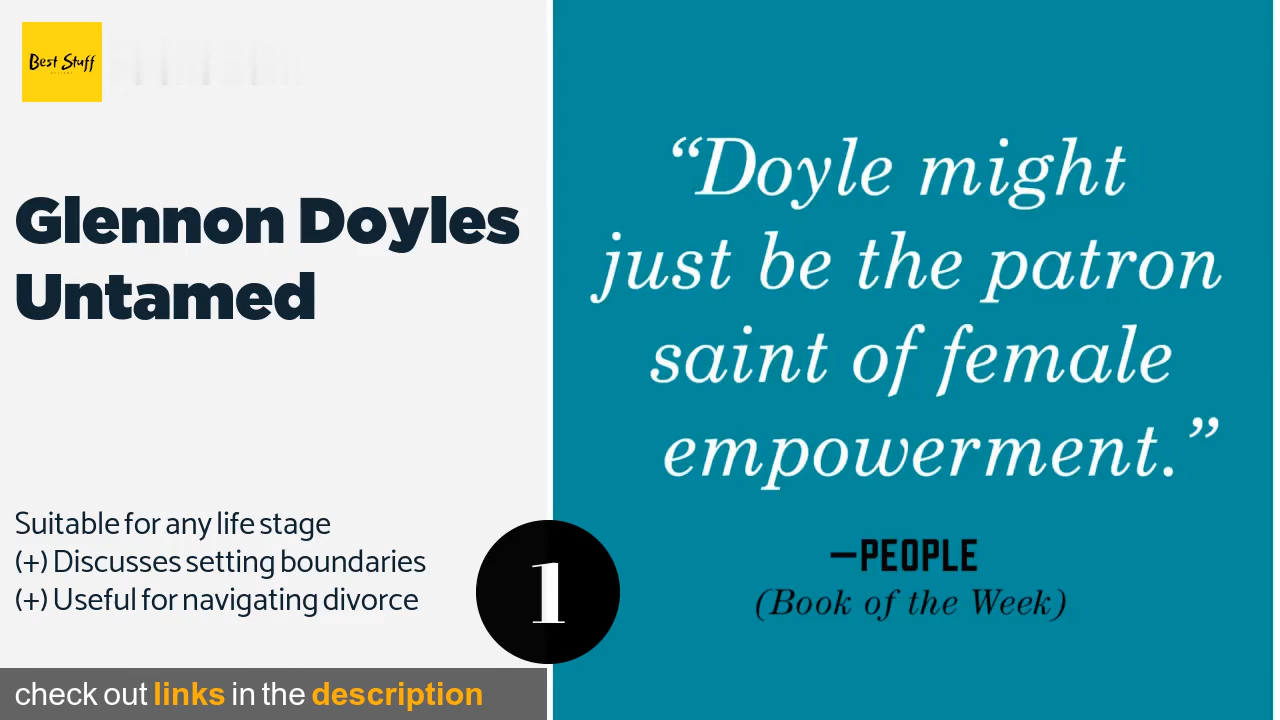 Best Stuff
Glennon Doyles
Untamed
Suitable for any life stage
(+) Discusses setting boundaries
(+) Useful for navigating divorce
check out links in the description
1
“Doyle might
just be the patron
saint of female
empowerment.”
—PEOPLE
(Book of the Week)